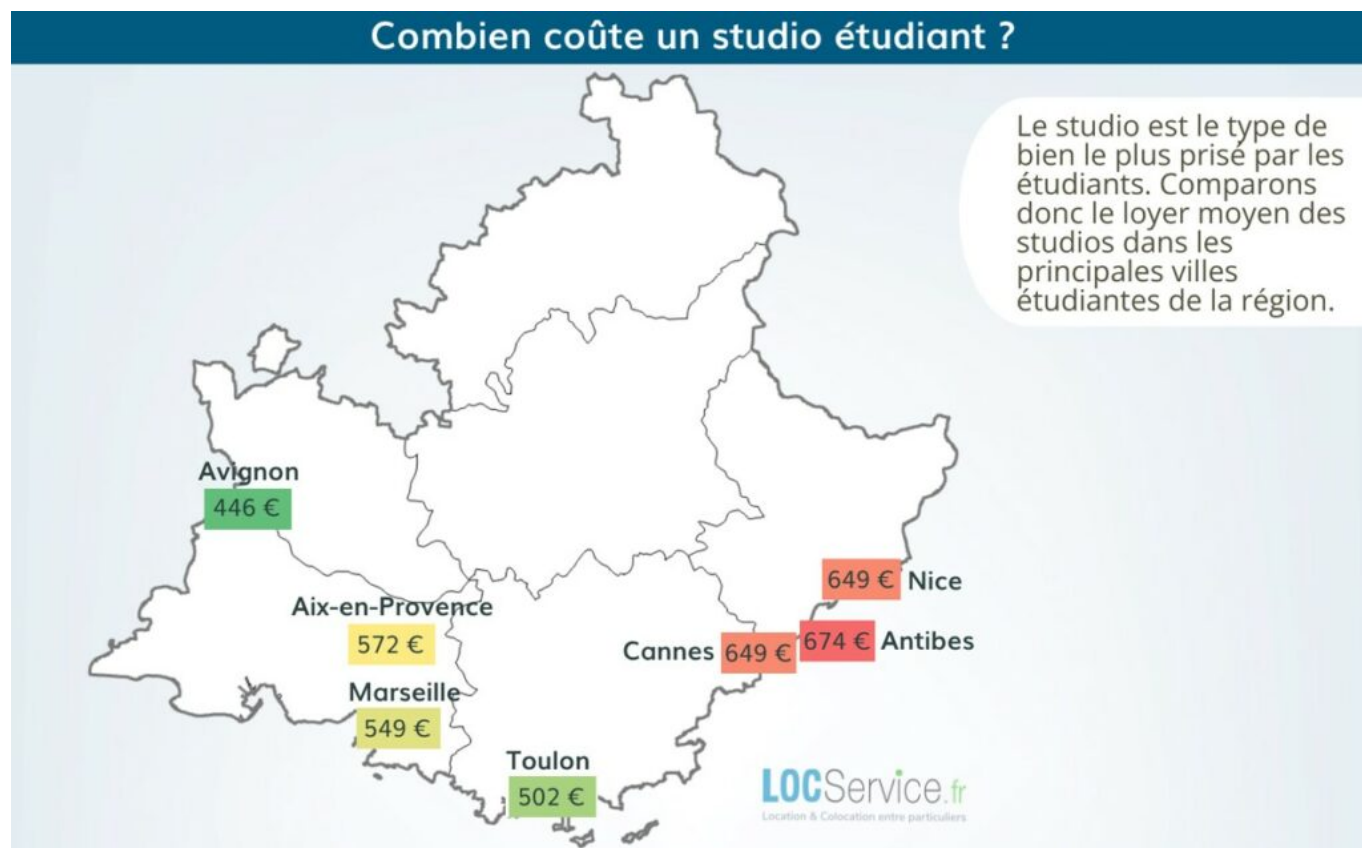 Combien coûte un studio étudiant ?
Le studio est le type de
bien le plus prisé par les
étudiants. Comparons
donc le loyer moyen des
studios dans les
principales villes
étudiantes de la région.
Avignon
446 €
Aix-en-Provence
572 €
Marseille
549 €
Toulon
502 €
649 € Nice
Cannes 649 €
674 € Antibes
LOCService.fr
Location & Colocation entre particuliers